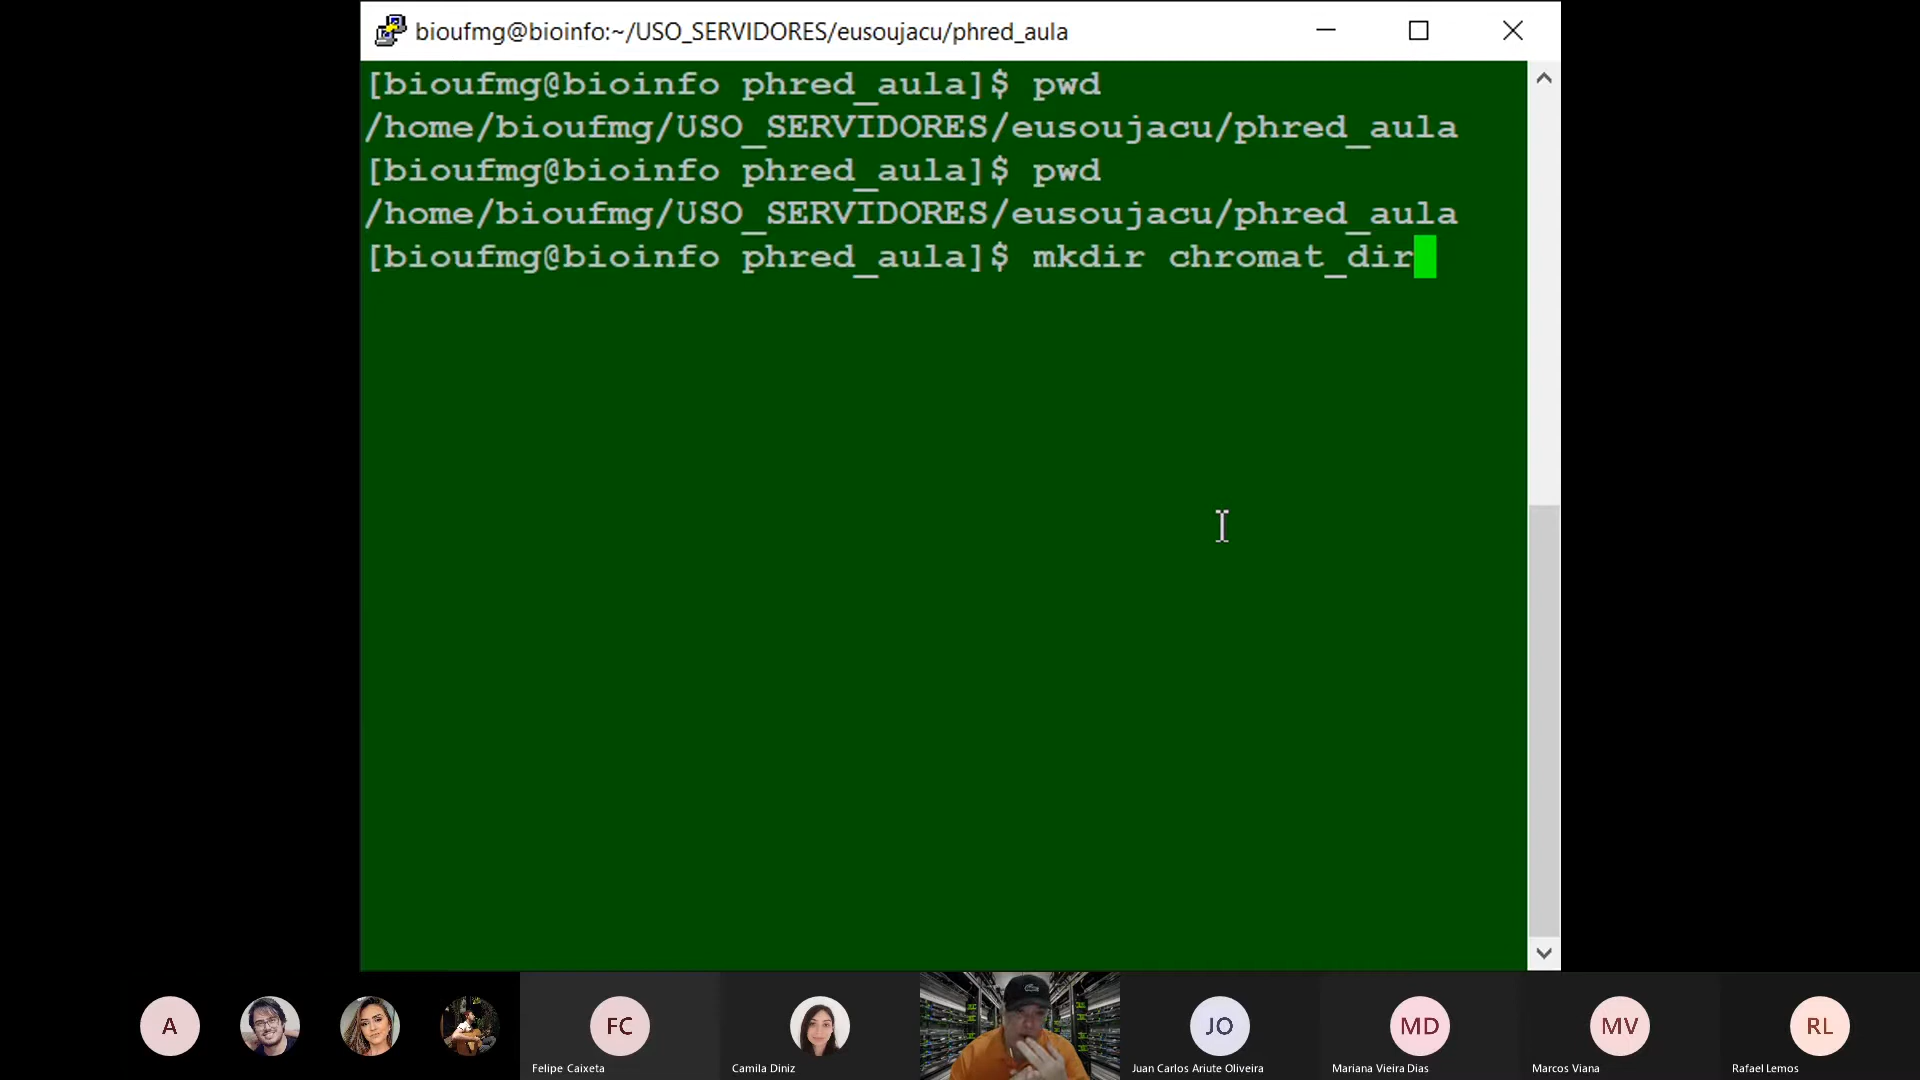 bioufmg@bioinfo:~/USO_SERVIDORES/eusoujacu/phred_aula
[bioufmg@bioinfo phred_aula]$ pwd
/home/bioufmg/USO_SERVIDORES/eusoujacu/phred_aula
[bioufmg@bioinfo phred_aula]$ pwd
/home/bioufmg/USO_SERVIDORES/eusoujacu/phred_aula
[bioufmg@bioinfo phred_aula]$ mkdir chromat_dir
A
FC
JO
MD
MV
RL
Felipe Caixeta
Camila Diniz
Juan Carlos Ariute Oliveira
Mariana Vieira Dias
Marcos Viana
Rafael Lemos